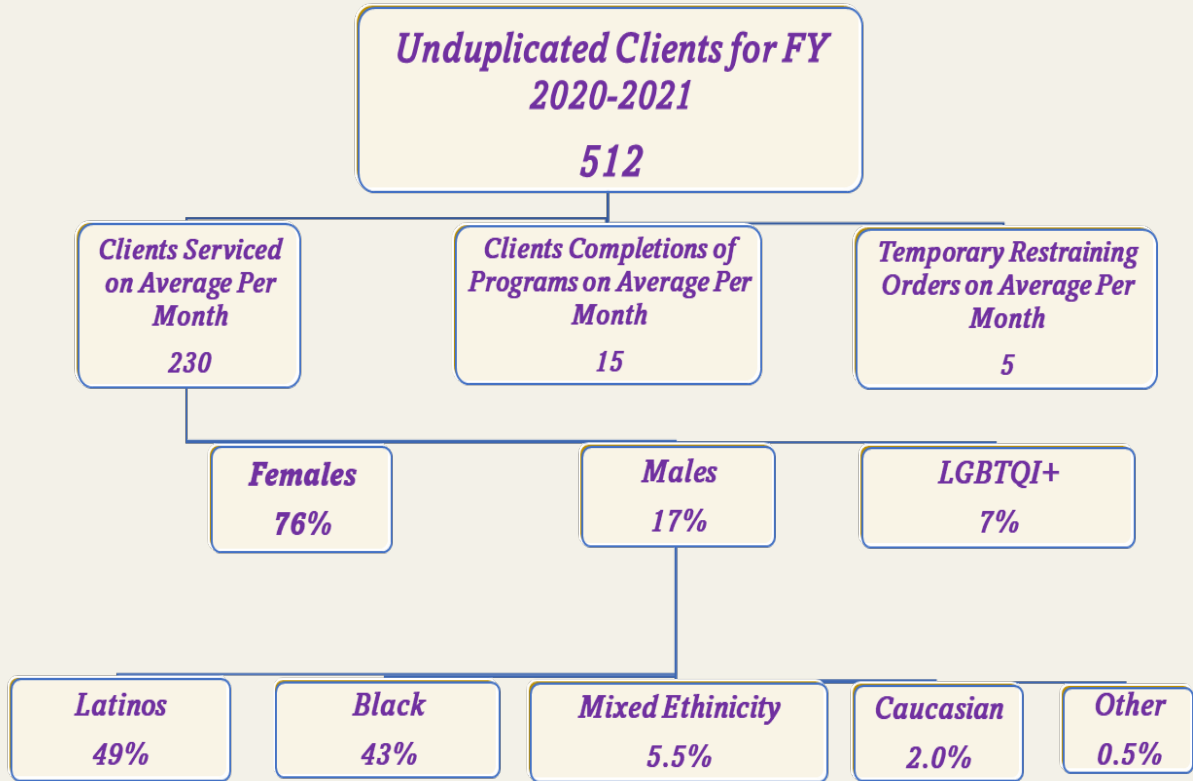 Unduplicated Clients for FY
2020-2021
512
Clients Serviced
on Average Per
Month
230
Clients Completions of
Programs on Average Per
Month
15
Temporary Restraining
Orders on Average Per
Month
5
Females
76%
Males
17%
LGBTQI+
7%
Latinos
49%
Black
43%
Mixed Ethinicity
5.5%
Caucasian
2.0%
Other
0.5%